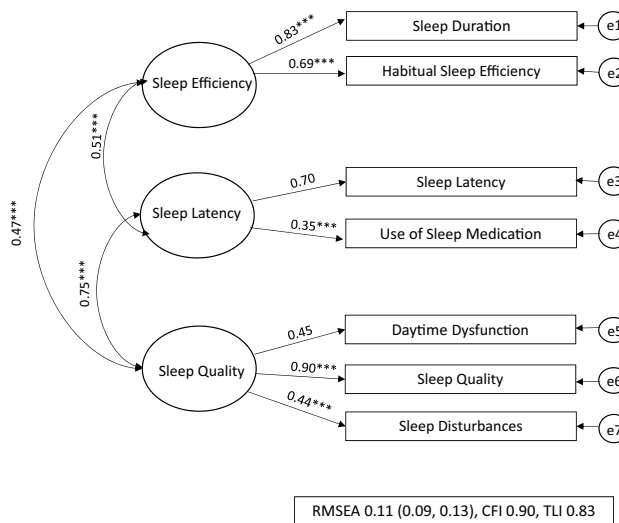 0.83***
Sleep Duration
e1
Sleep Efficiency
0.69***
Habitual Sleep Efficiency
e2
0.51***
0.47***
0.70
Sleep Latency
e3
Sleep Latency
0.35***
Use of Sleep Medication
e4
0.75***
0.45
Daytime Dysfunction
e5
Sleep Quality
0.90***
Sleep Quality
e6
0.44***
Sleep Disturbances
e7
RMSEA 0.11 (0.09, 0.13), CFI 0.90, TLI 0.83